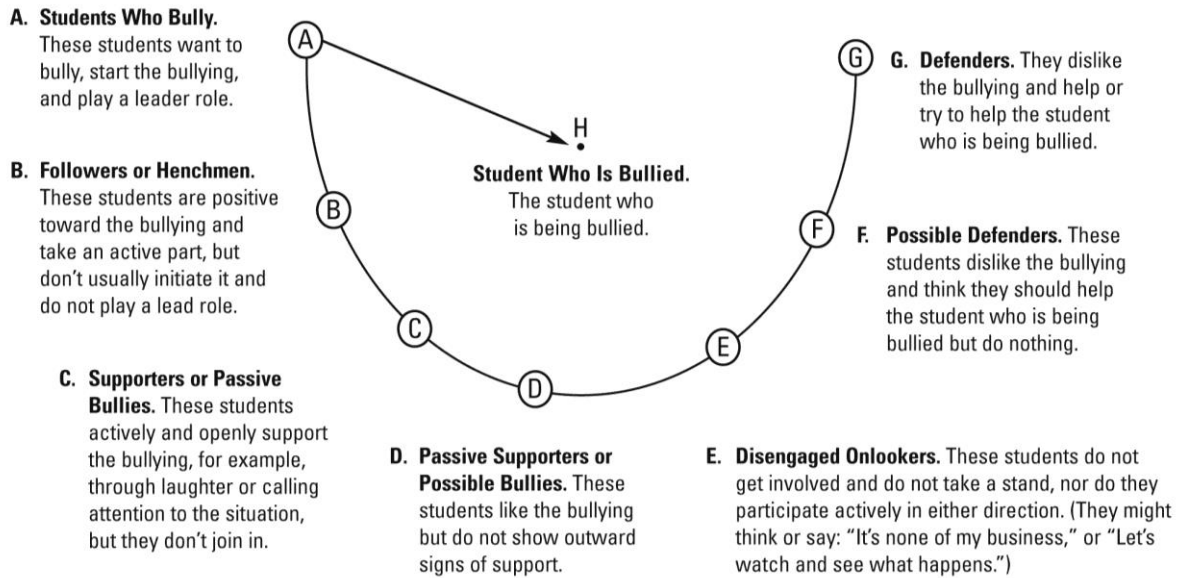 A. Students Who Bully.
These students want to
bully, start the bullying,
and play a leader role.
B. Followers or Henchmen.
These students are positive
toward the bullying and
take an active part, but
don't usually initiate it and
do not play a lead role.
C. Supporters or Passive
Bullies. These students
actively and openly support
the bullying, for example,
through laughter or calling
attention to the situation,
but they don't join in.
D. Passive Supporters or
Possible Bullies. These
students like the bullying
but do not show outward
signs of support.
E. Disengaged Onlookers. These students do not
get involved and do not take a stand, nor do they
participate actively in either direction. (They might
think or say: "It's none of my business," or "Let's
watch and see what happens.")
F. Possible Defenders. These
students dislike the bullying
and think they should help
the student who is being
bullied but do nothing.
G. Defenders. They dislike
the bullying and help or
try to help the student
who is being bullied.
H
Student Who Is Bullied.
The student who
is being bullied.
A
B
C
D
E
F
G